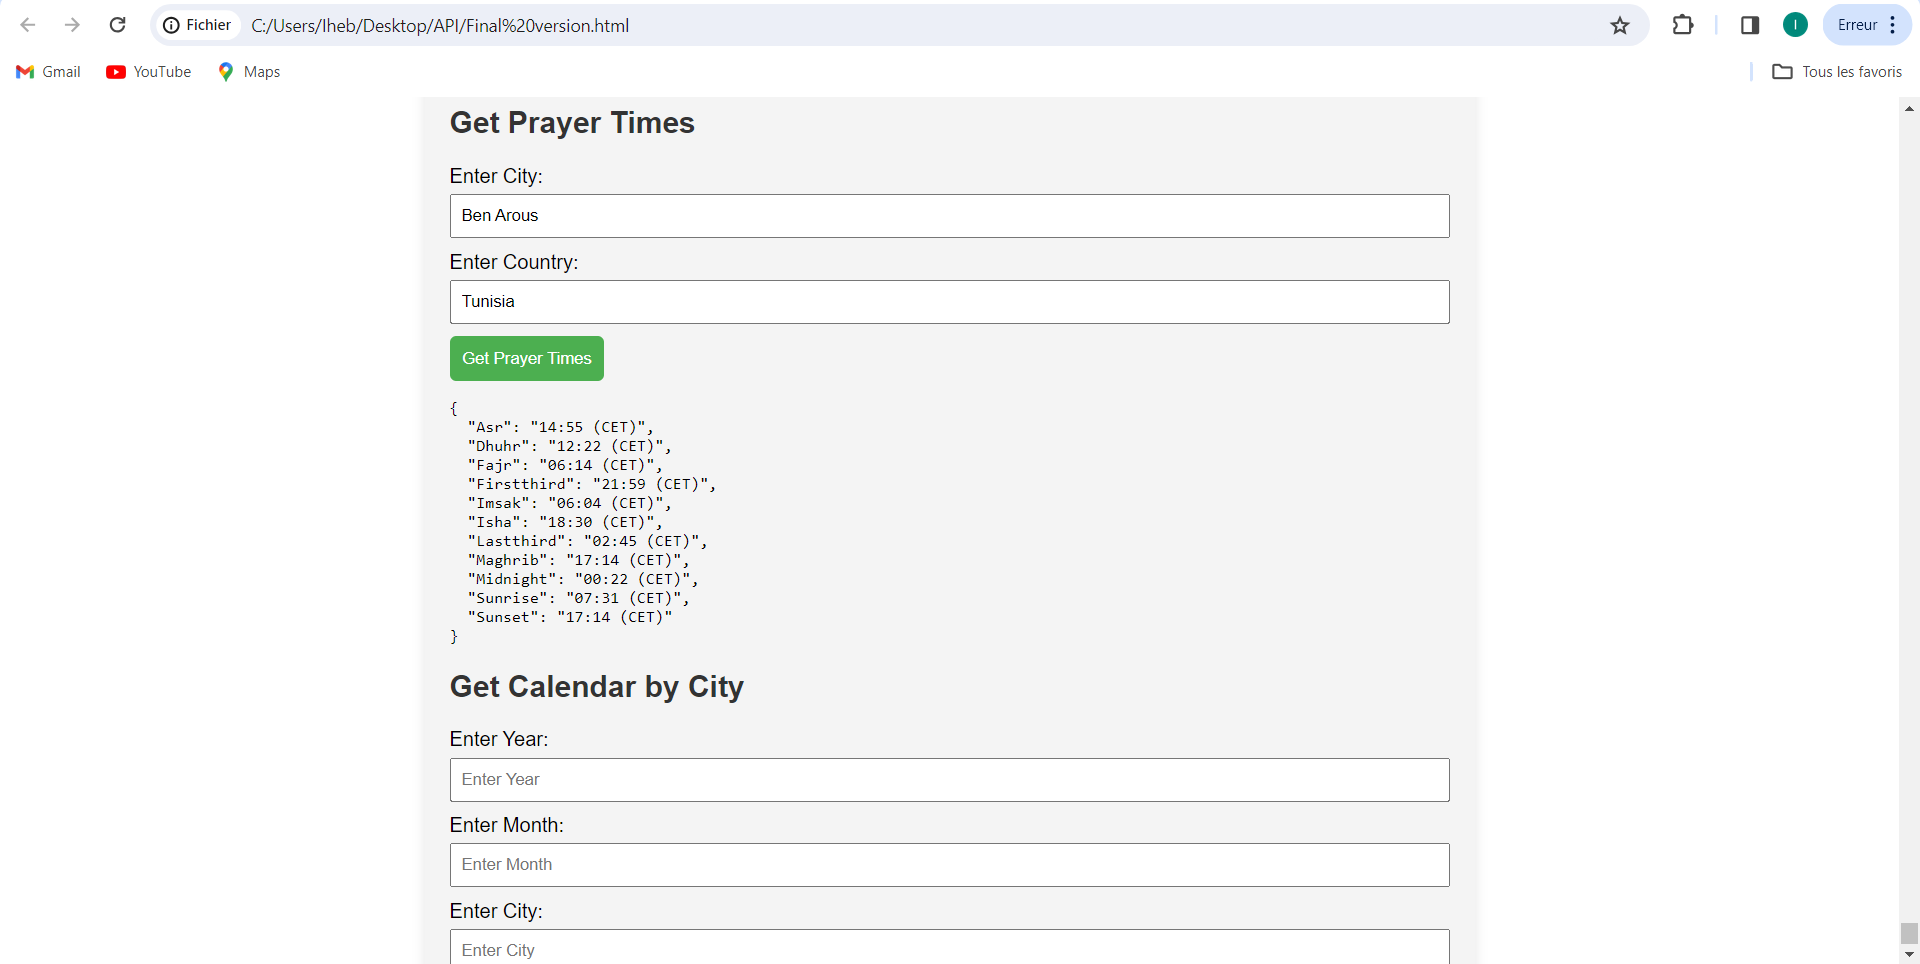 Fichier C:/Users/Iheb/Desktop/API/Final%20version.html Erreur
Gmail YouTube Maps Tous les favoris
Get Prayer Times
Enter City:
Ben Arous
Enter Country:
Tunisia
Get Prayer Times
{
"Asr": "14:55 (CET)",
"Dhuhr": "12:22 (CET)",
"Fajr": "06:14 (CET)",
"Firstthird": "21:59 (CET)",
"Imsak": "06:04 (CET)",
"Isha": "18:30 (CET)",
"Lastthird": "02:45 (CET)",
"Maghrib": "17:14 (CET)",
"Midnight": "00:22 (CET)",
"Sunrise": "07:31 (CET)",
"Sunset": "17:14 (CET)"
}
Get Calendar by City
Enter Year:
Enter Year
Enter Month:
Enter Month
Enter City:
Enter City